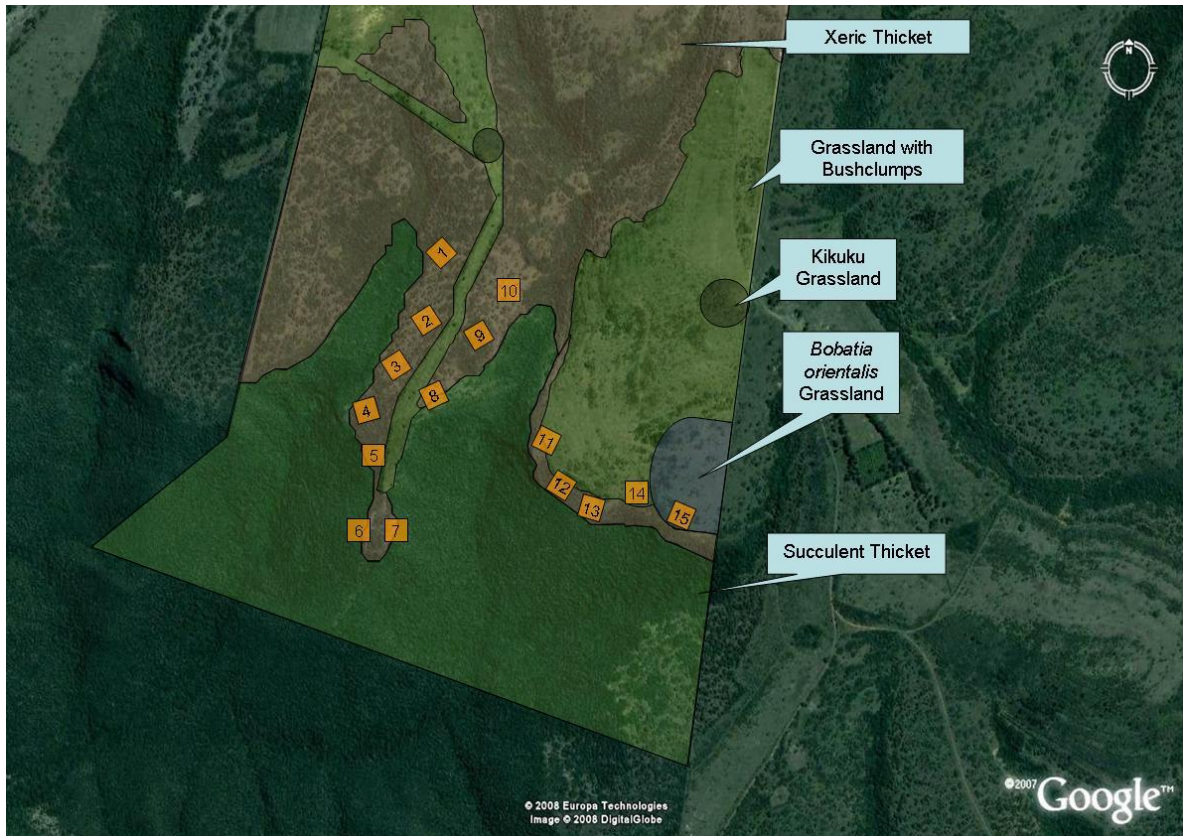 Xeric Thicket
N
Grassland with
Bushclumps
Kikuku
Grassland
Bobatia
orientalis
Grassland
Succulent Thicket
1
2
3
4
5
6
7
8
9
10
11
12
13
14
15
© 2008 Europa Technologies
Image © 2008 DigitalGlobe
©2007 Google™